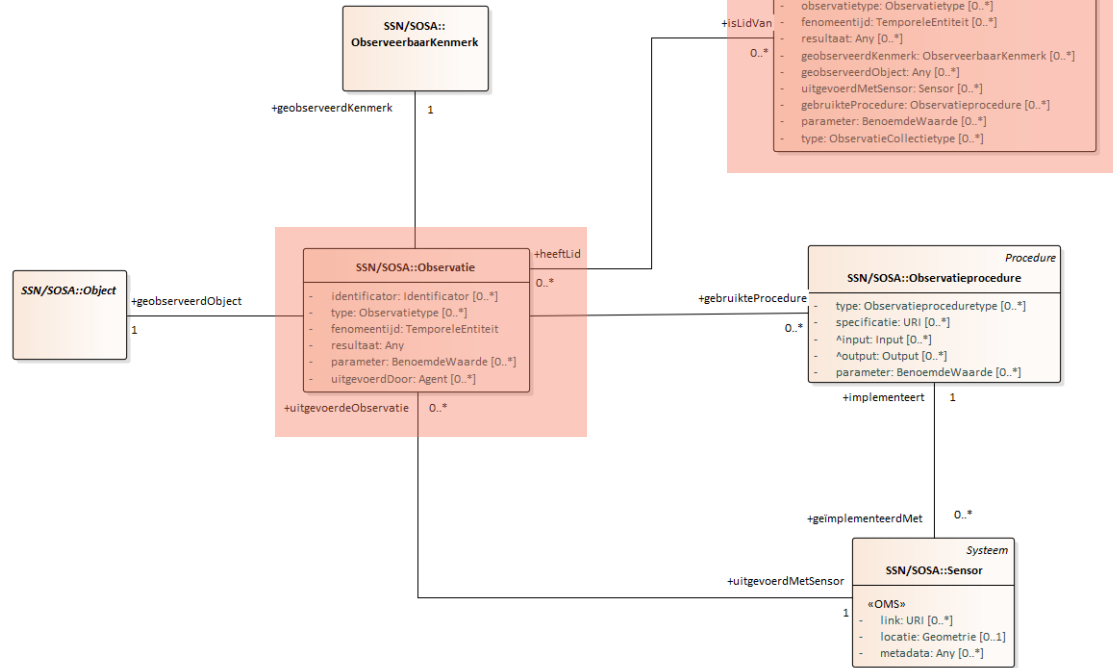 observatietype: Observatietype [0..*]
+isLidVan
- fenomeentijd: TemporeleEntiteit [0..*]
- resultaat: Any [0..*]
0..*
- geobserveerdKenmerk: ObserveerbaarKenmerk [0..*]
- geobserveerdObject: Any [0..*]
- uitgevoerdMetSensor: Sensor [0..*]
- gebruikteProcedure: Observatieprocedure [0..*]
- parameter: BenoemdeWaarde [0..*]
- type: ObservatieCollectietype [0..*]
SSN/SOSA::
ObserveerbaarKenmerk
+geobserveerdKenmerk
1
SSN/SOSA::Observatie
- identificator: Identificator [0..*]
- type: Observatietype [0..*]
- fenomeentijd: TemporeleEntiteit
- resultaat: Any
- parameter: BenoemdeWaarde [0..*]
- uitgevoerdDoor: Agent [0..*]
+heeftLid
0..*
SSN/SOSA::Object
+geobserveerdObject
1
+gebruikteProcedure
0..*
Procedure
SSN/SOSA::Observatieprocedure
- type: Observatieproceduretype [0..*]
- specificatie: URI [0..*]
- ^input: Input [0..*]
- ^output: Output [0..*]
- parameter: BenoemdeWaarde [0..*]
+uitgevoerdeObservatie
0..*
+implementeert
1
+geïmplementeerdMet
0..*
+uitgevoerdMetSensor
1
Systeem
SSN/SOSA::Sensor
«OMS»
- link: URI [0..*]
- locatie: Geometrie [0..1]
- metadata: Any [0..*]